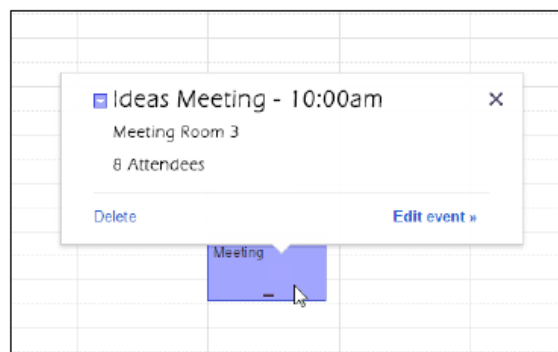 Ideas Meeting - 10:00am
Meeting Room 3
8 Attendees
Delete
Edit event »
Meeting